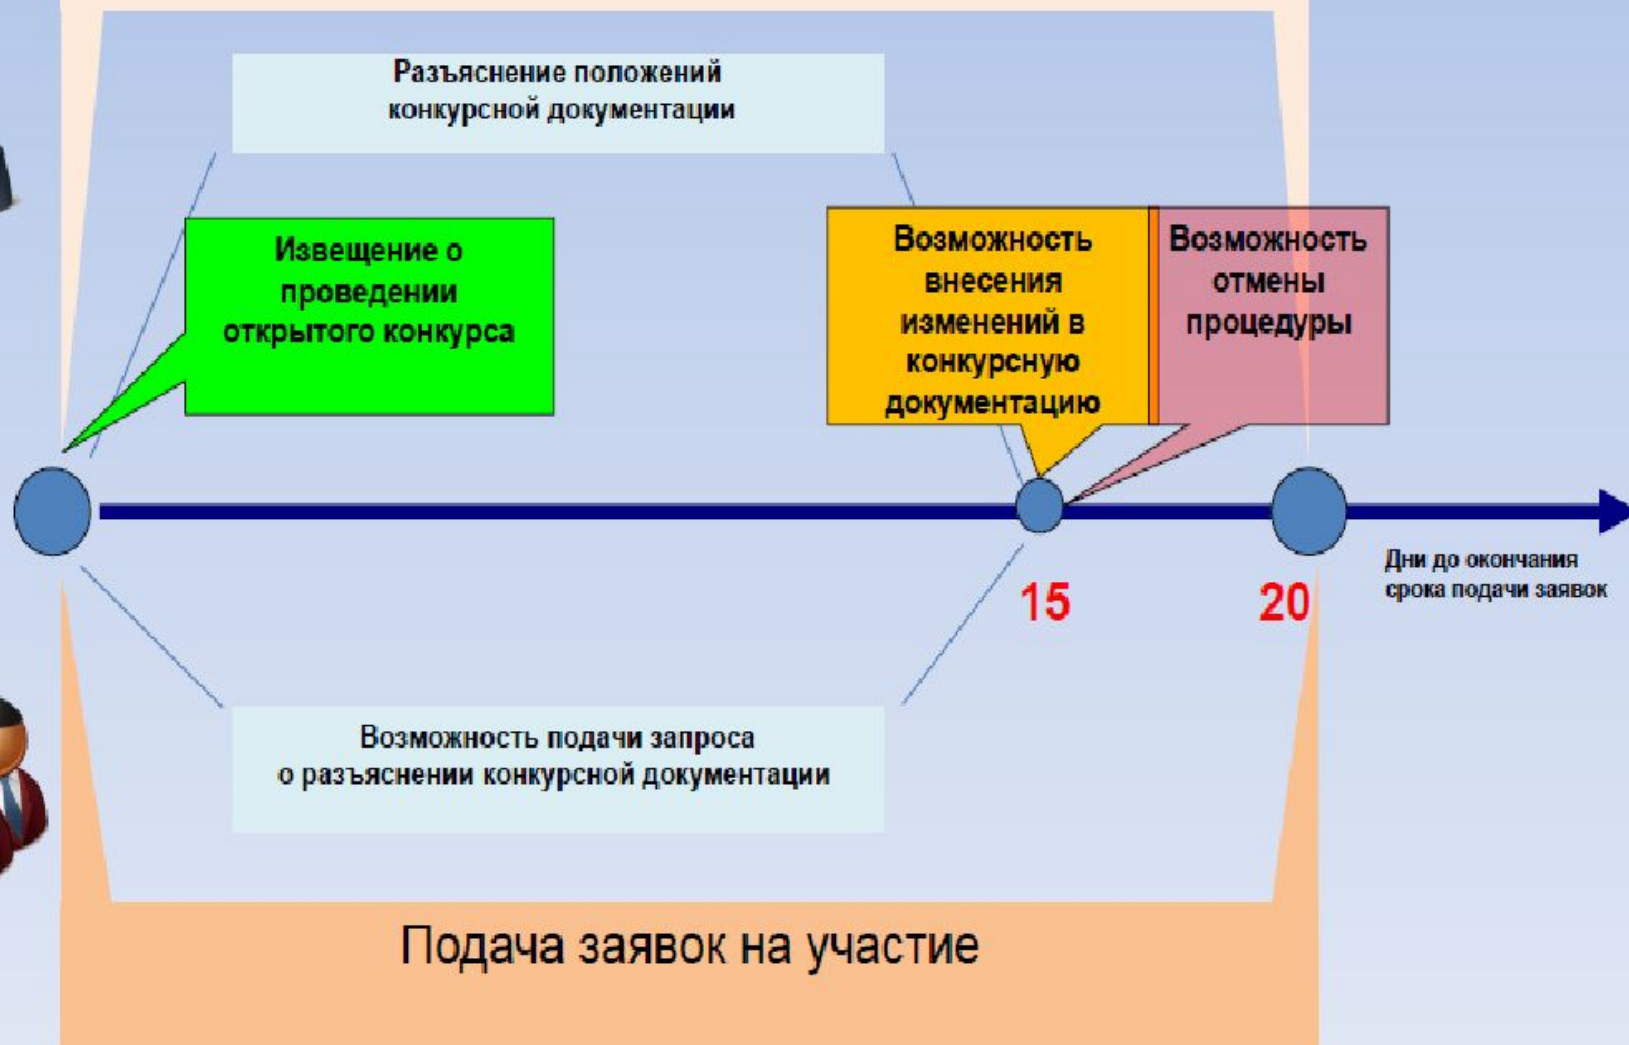 Разъяснение положений
конкурсной документации
Извещение о
проведении
открытого конкурса
Возможность
внесения
изменений в
конкурсную
документацию
Возможность
отмены
процедуры
15
20
Дни до окончания
срока подачи заявок
Возможность подачи запроса
о разъяснении конкурсной документации
Подача заявок на участие